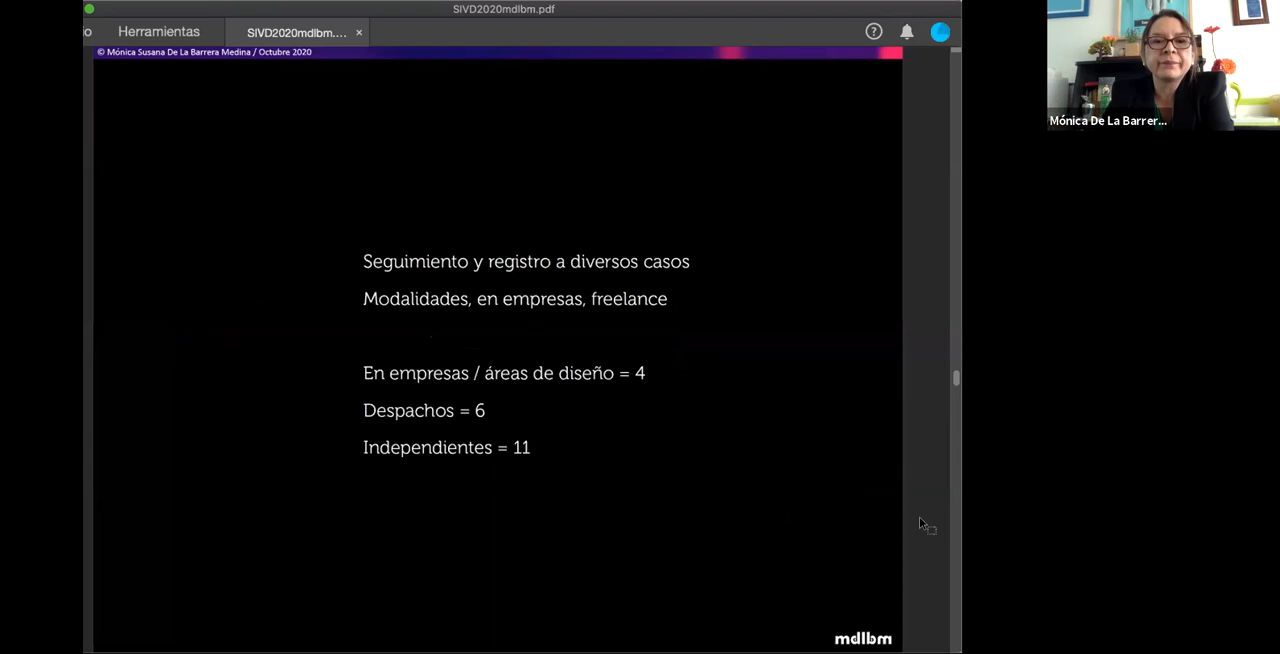 SIVD2020mdlbm.pdf
io
Herramientas
SIVD2020mdlbm.... ×
?
© Mónica Susana De La Barrera Medina / Octubre 2020
Seguimiento y registro a diversos casos
Modalidades, en empresas, freelance
En empresas / áreas de diseño = 4
Despachos = 6
Independientes = 11
mdlbm
Mónica De La Barrer...